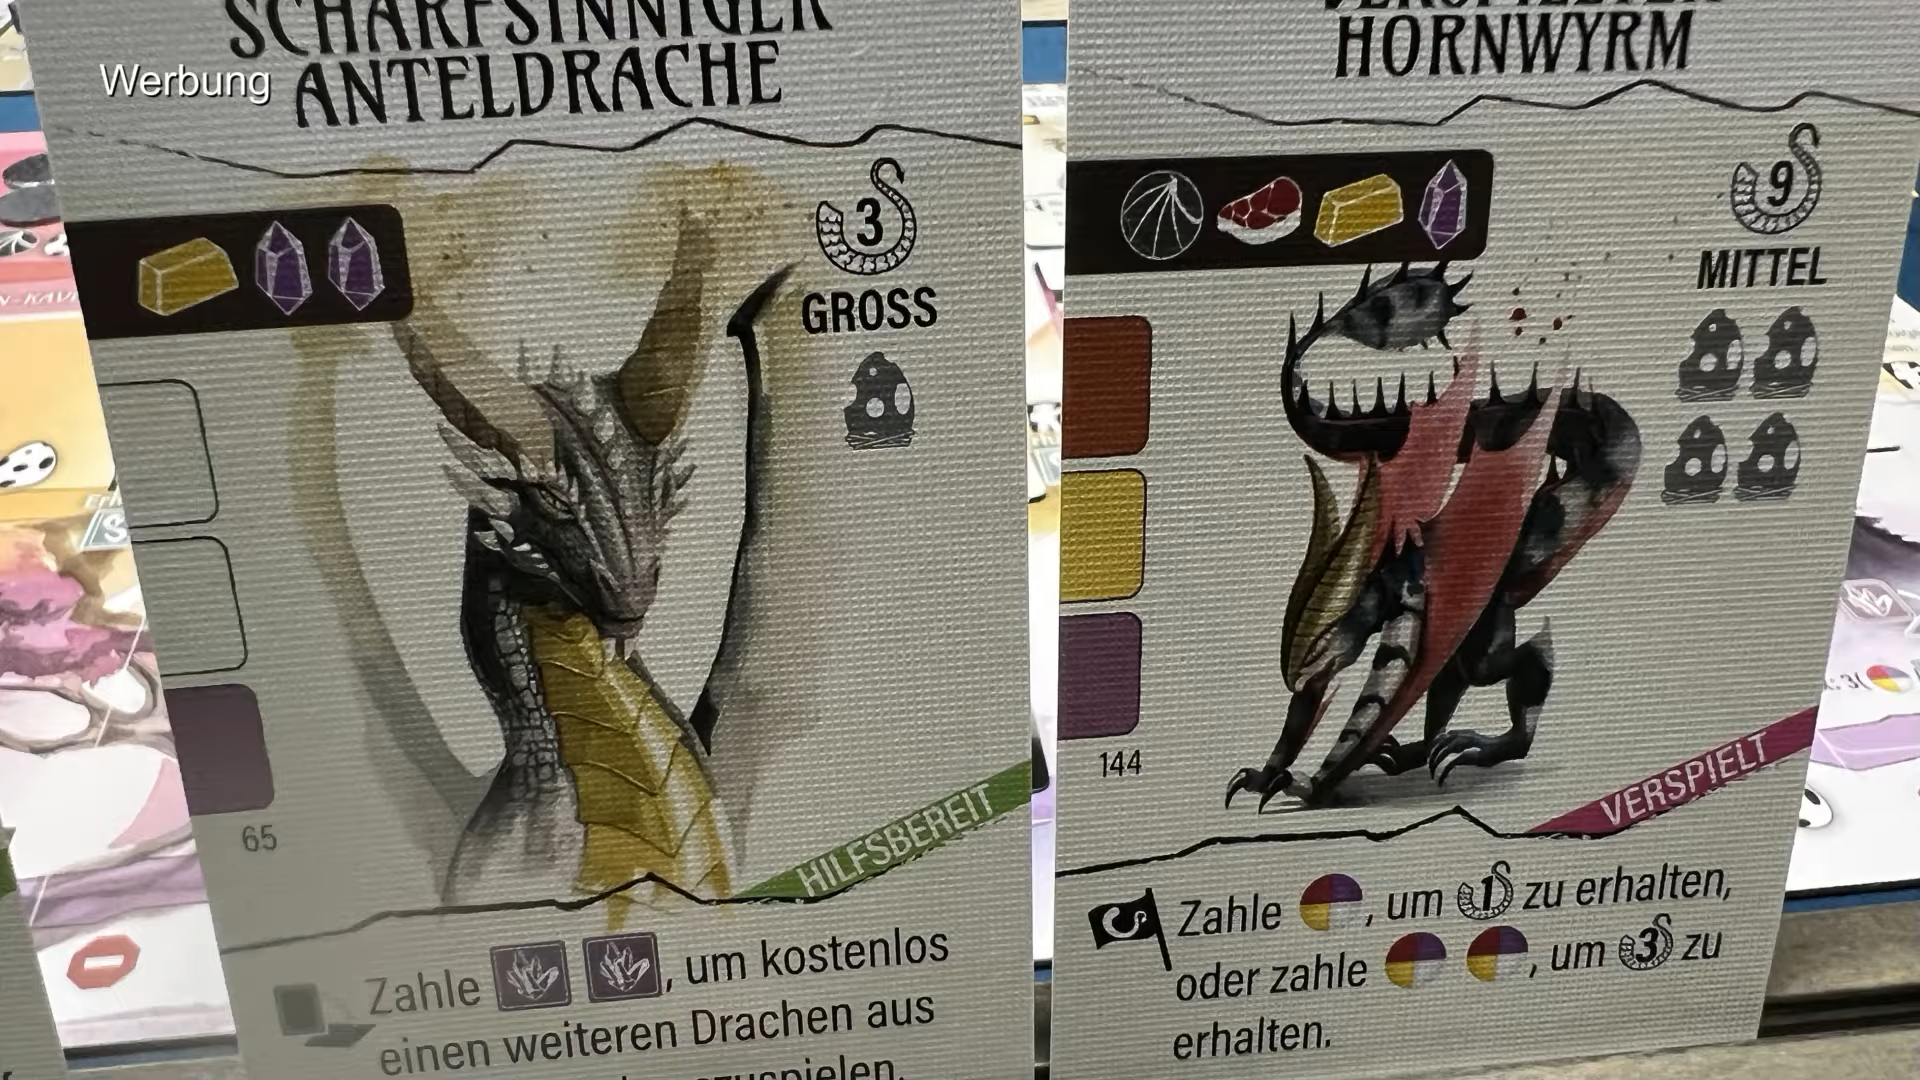 Werbung
SCHARFSINNIGER
ANTELDRACHE
3
GROSS
65
HILFSBEREIT
Zahle , um kostenlos
einen weiteren Drachen aus
HORNWYRM
9
MITTEL
144
VERSPIELT
Zahle , um 1 zu erhalten,
oder zahle , um 3 zu
erhalten.